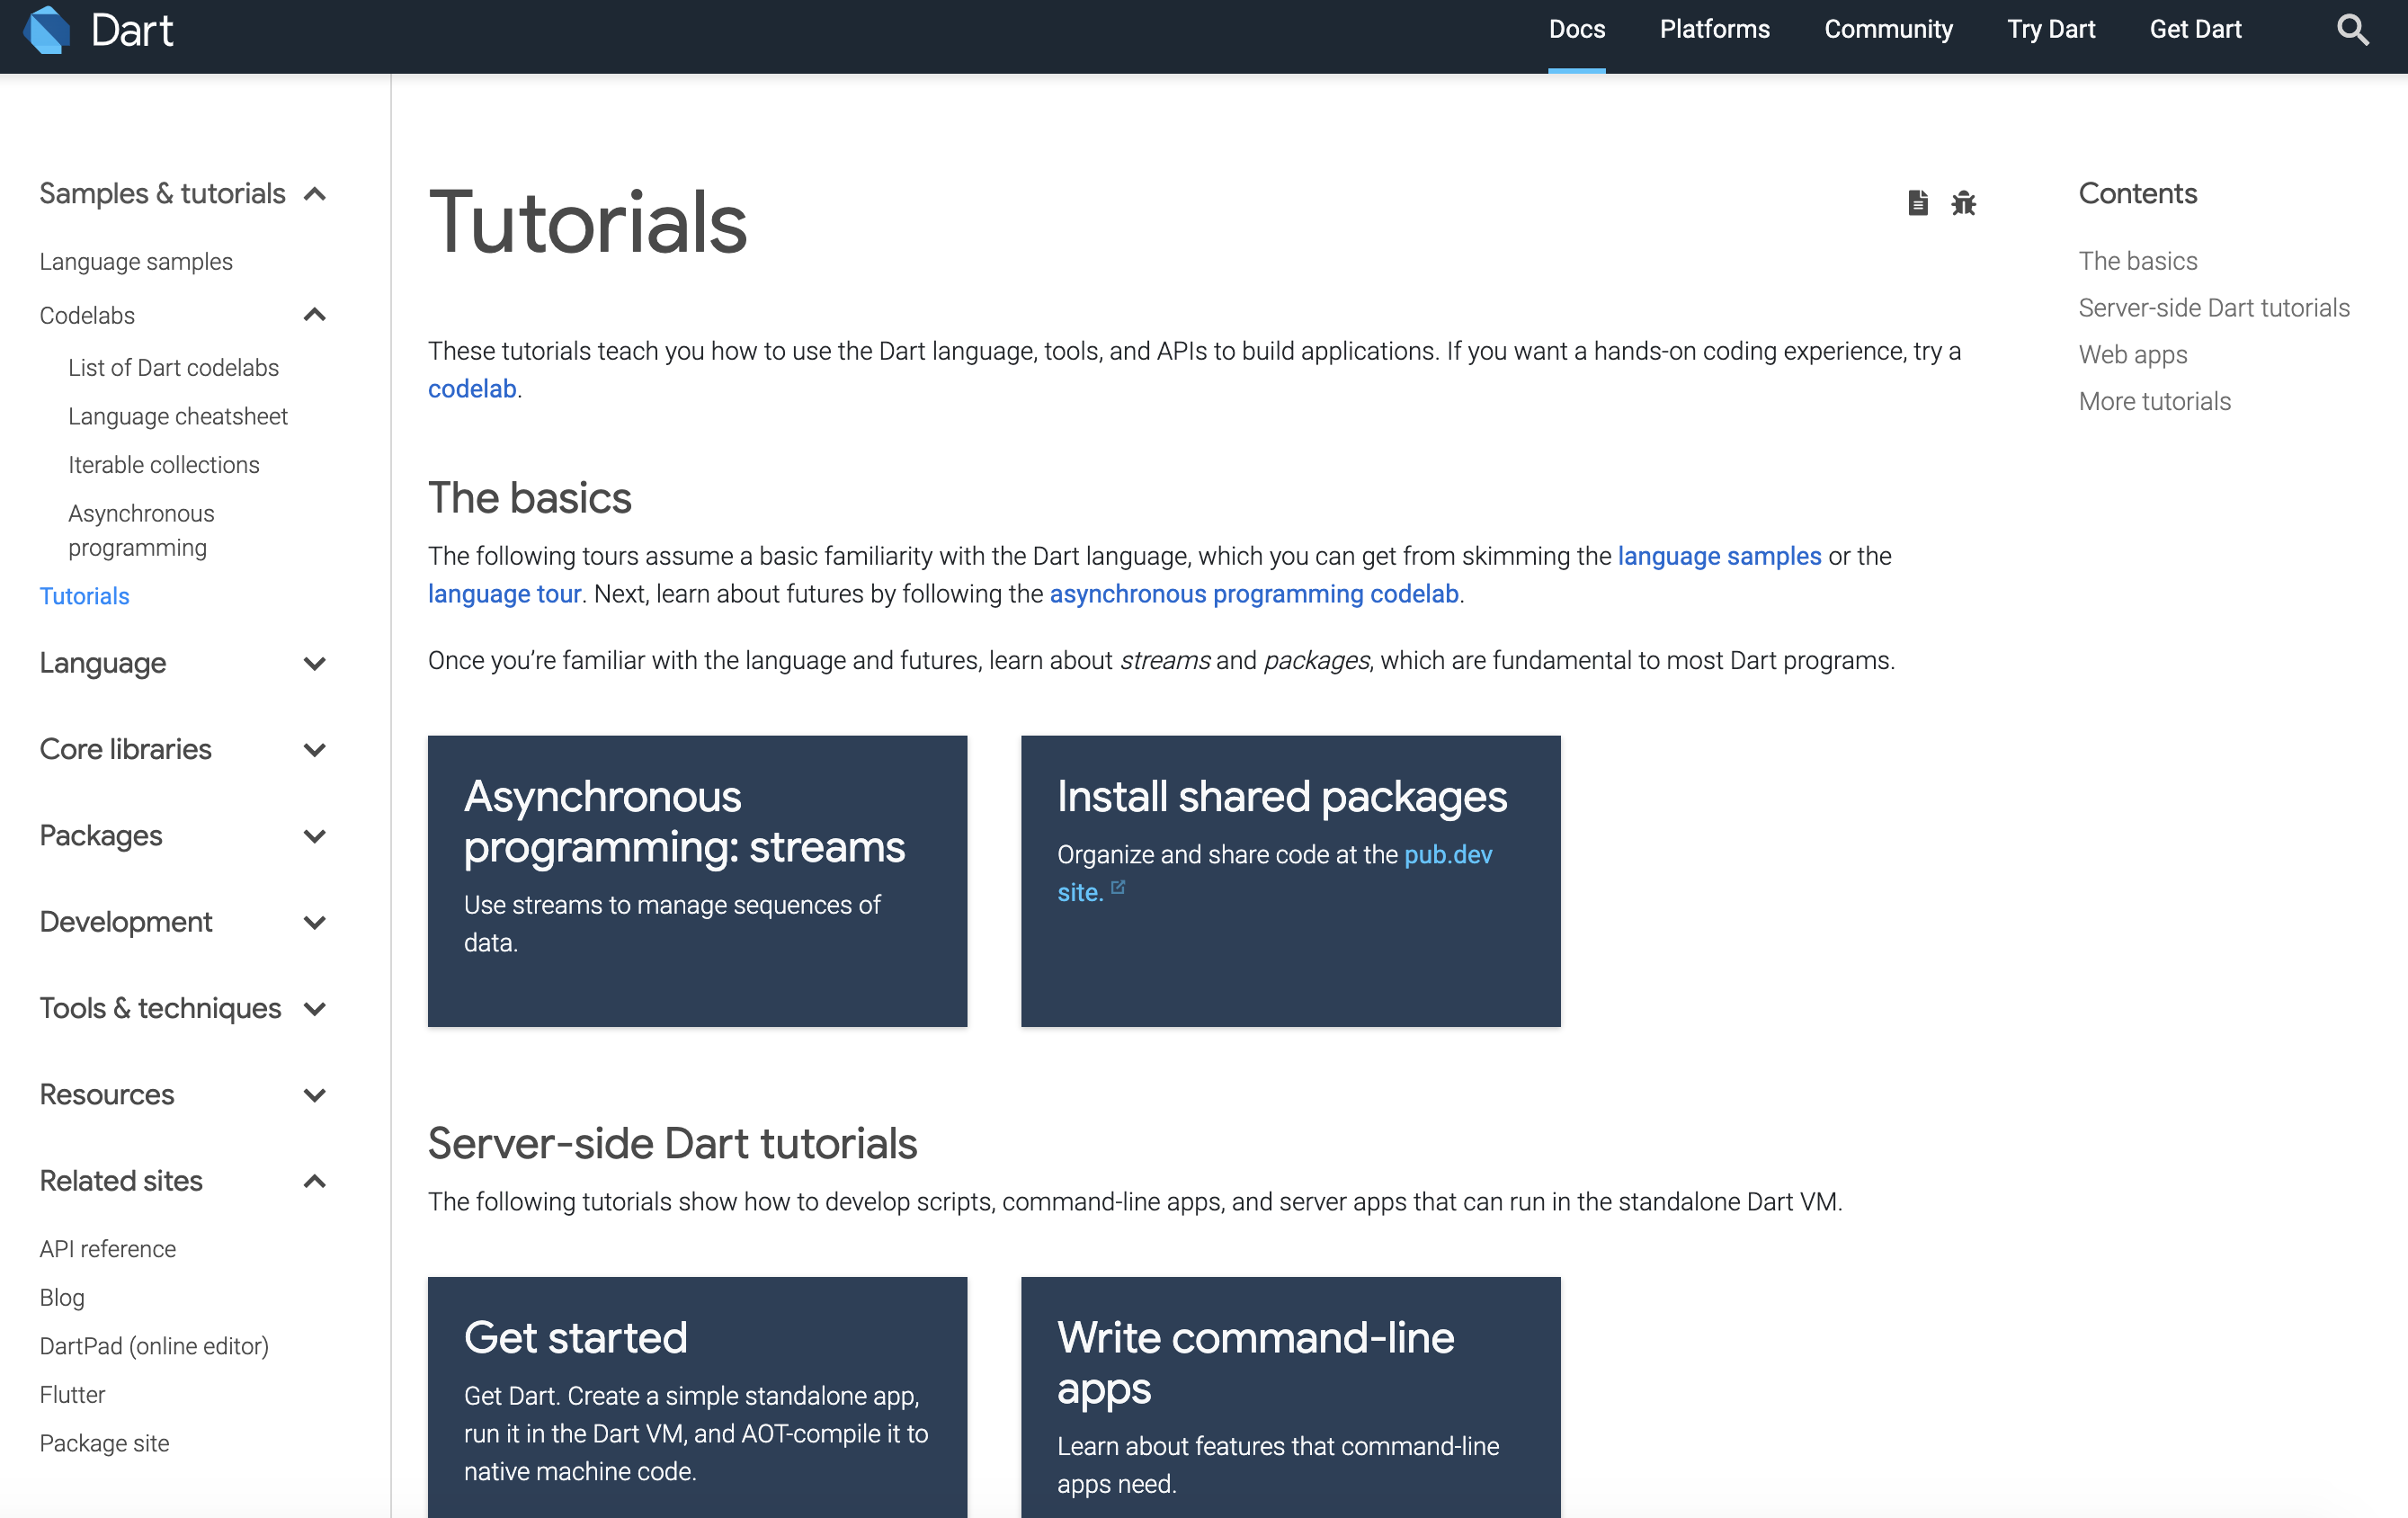 Dart
Docs
Platforms
Community
Try Dart
Get Dart
Samples & tutorials
Language samples
Codelabs
List of Dart codelabs
Language cheatsheet
Iterable collections
Asynchronous
programming
Tutorials
Language
Core libraries
Packages
Development
Tools & techniques
Resources
Related sites
API reference
Blog
DartPad (online editor)
Flutter
Package site
Tutorials
These tutorials teach you how to use the Dart language, tools, and APIs to build applications. If you want a hands-on coding experience, try a
codelab.
The basics
The following tours assume a basic familiarity with the Dart language, which you can get from skimming the language samples or the
language tour. Next, learn about futures by following the asynchronous programming codelab.
Once you’re familiar with the language and futures, learn about streams and packages, which are fundamental to most Dart programs.
Asynchronous
programming: streams
Use streams to manage sequences of
data.
Install shared packages
Organize and share code at the pub.dev
site.
Server-side Dart tutorials
The following tutorials show how to develop scripts, command-line apps, and server apps that can run in the standalone Dart VM.
Get started
Get Dart. Create a simple standalone app,
run it in the Dart VM, and AOT-compile it to
native machine code.
Write command-line
apps
Learn about features that command-line
apps need.
Contents
The basics
Server-side Dart tutorials
Web apps
More tutorials